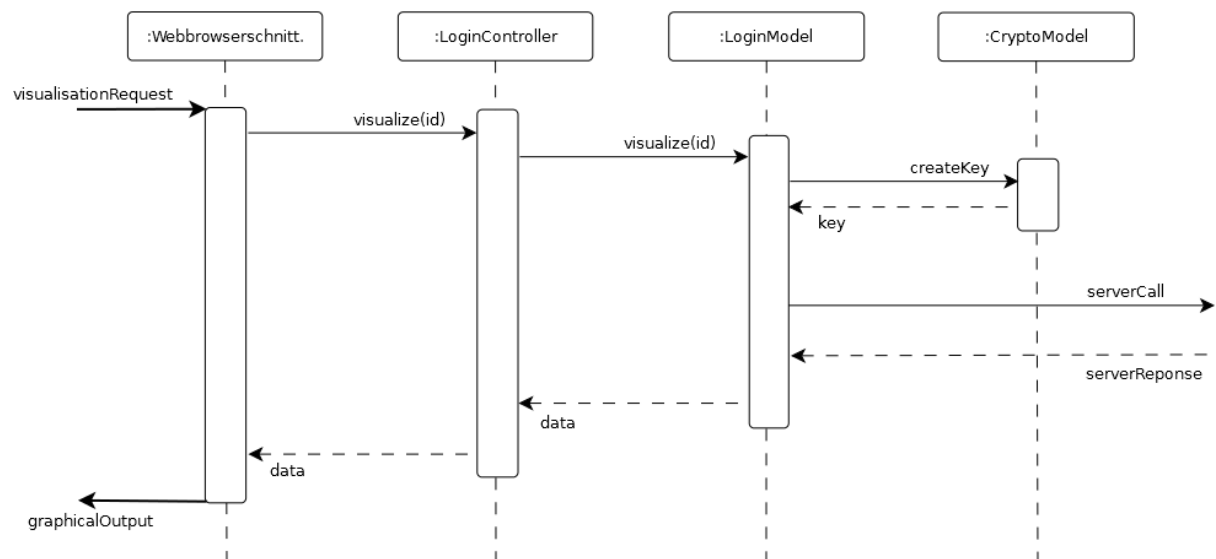 :Webbrowserschnitt.
:LoginController
:LoginModel
:CryptoModel
visualisationRequest
visualize(id)
visualize(id)
createKey
key
serverCall
serverReponse
data
data
graphicalOutput